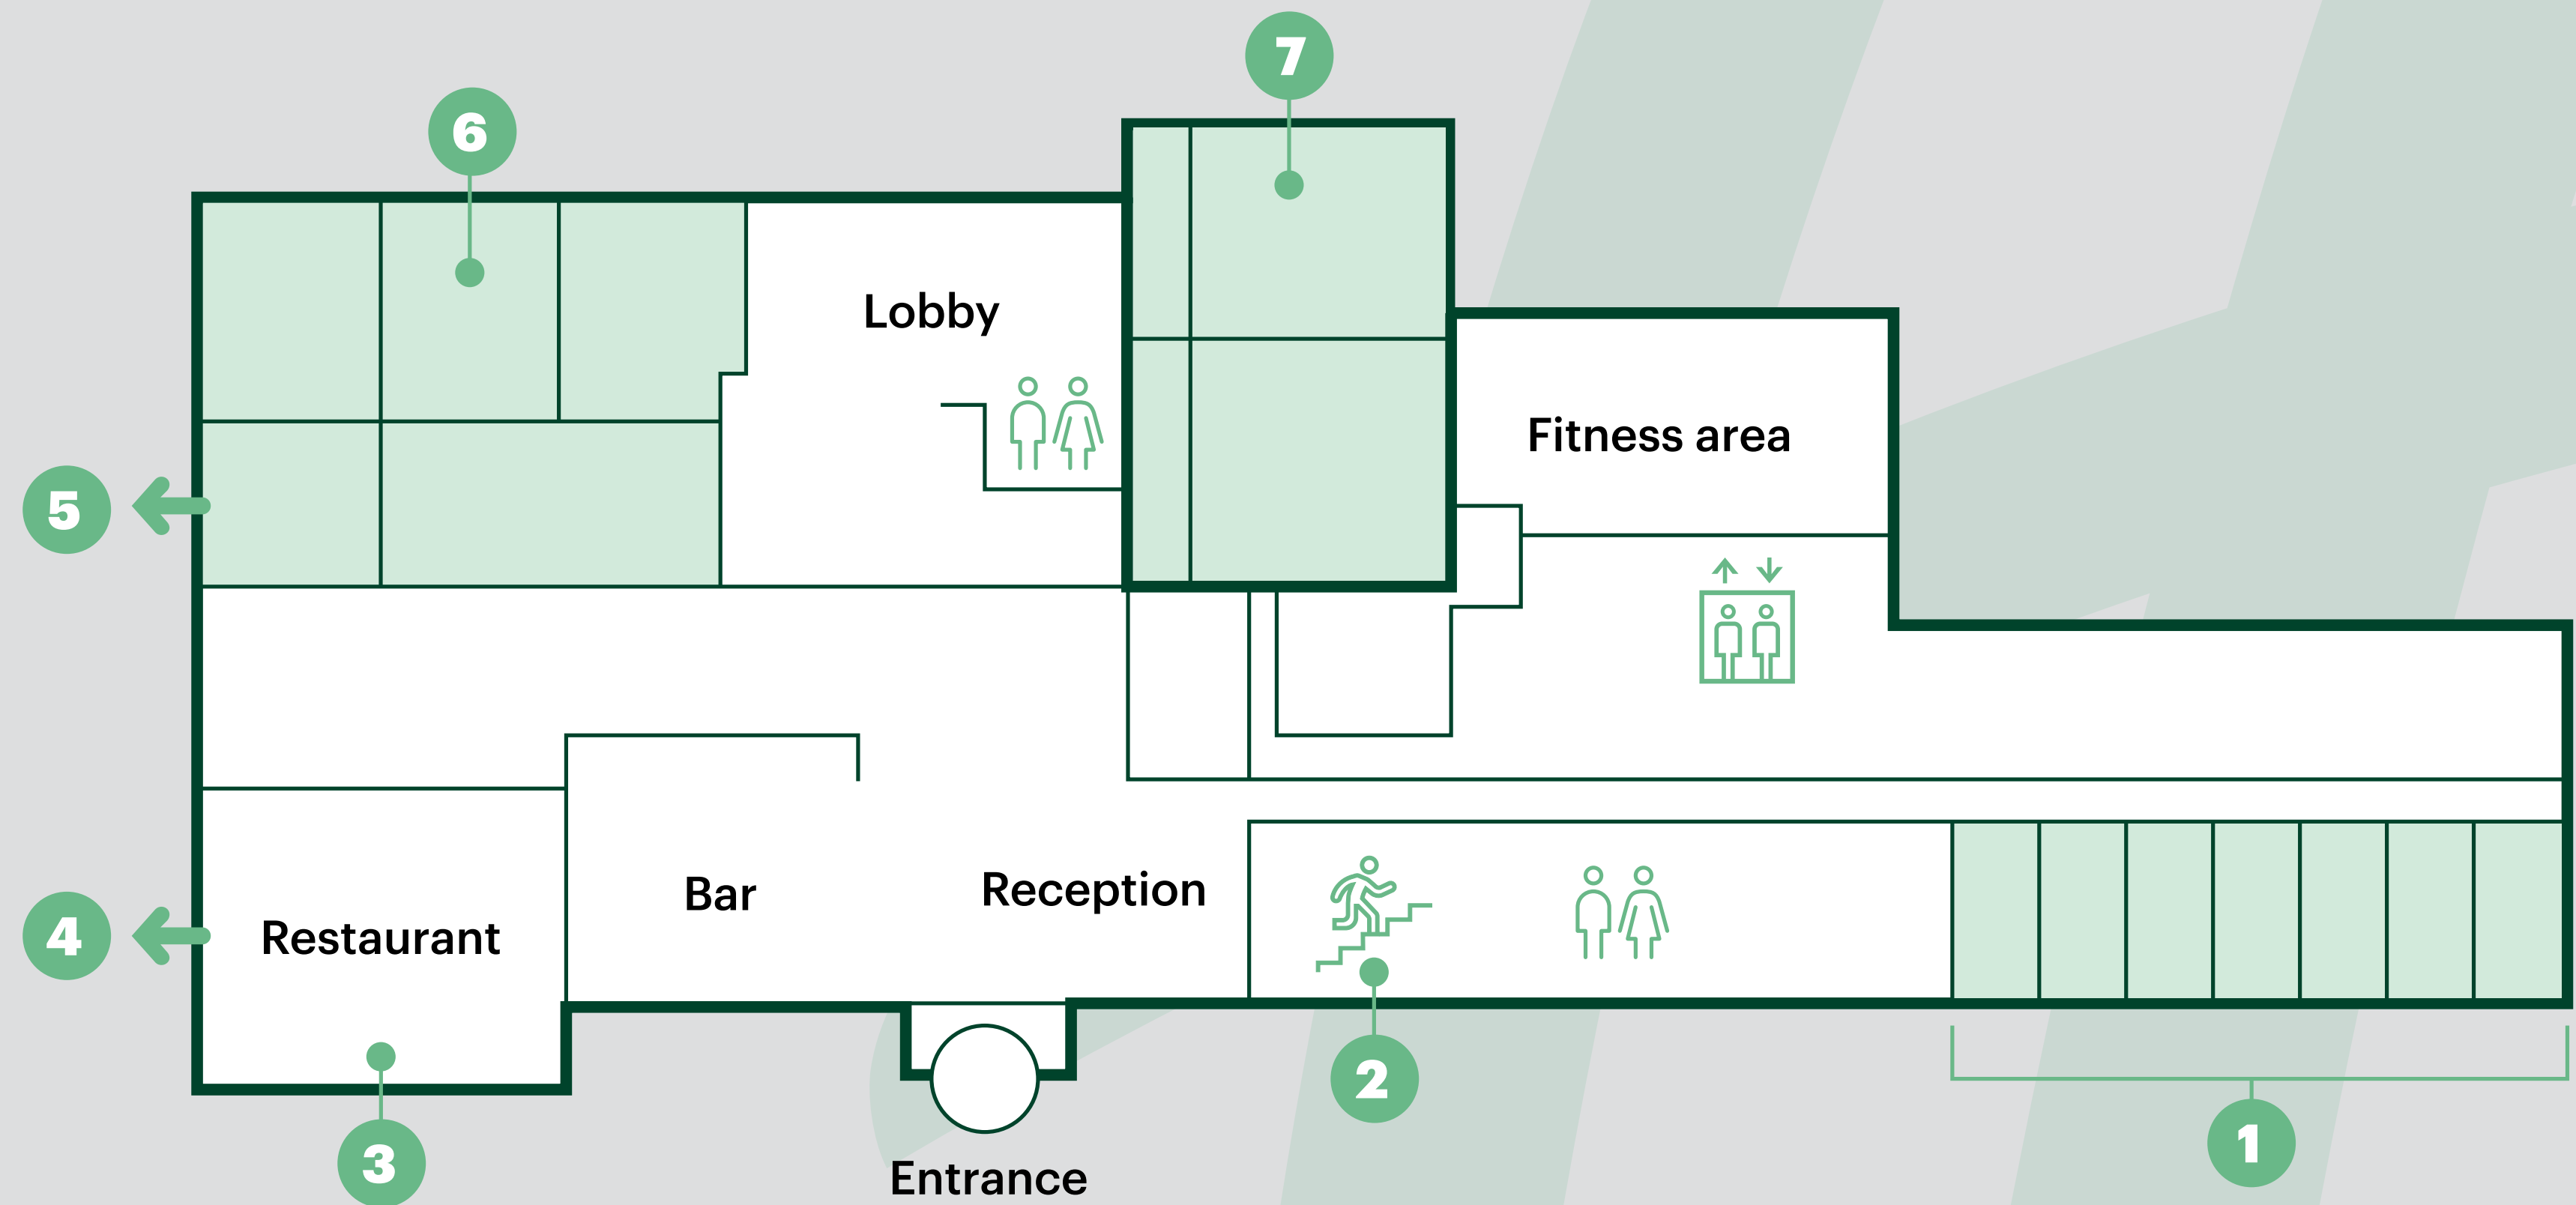 7
6
Lobby
Fitness area
5
Reception
Bar
4
Restaurant
2
1
3
Entrance